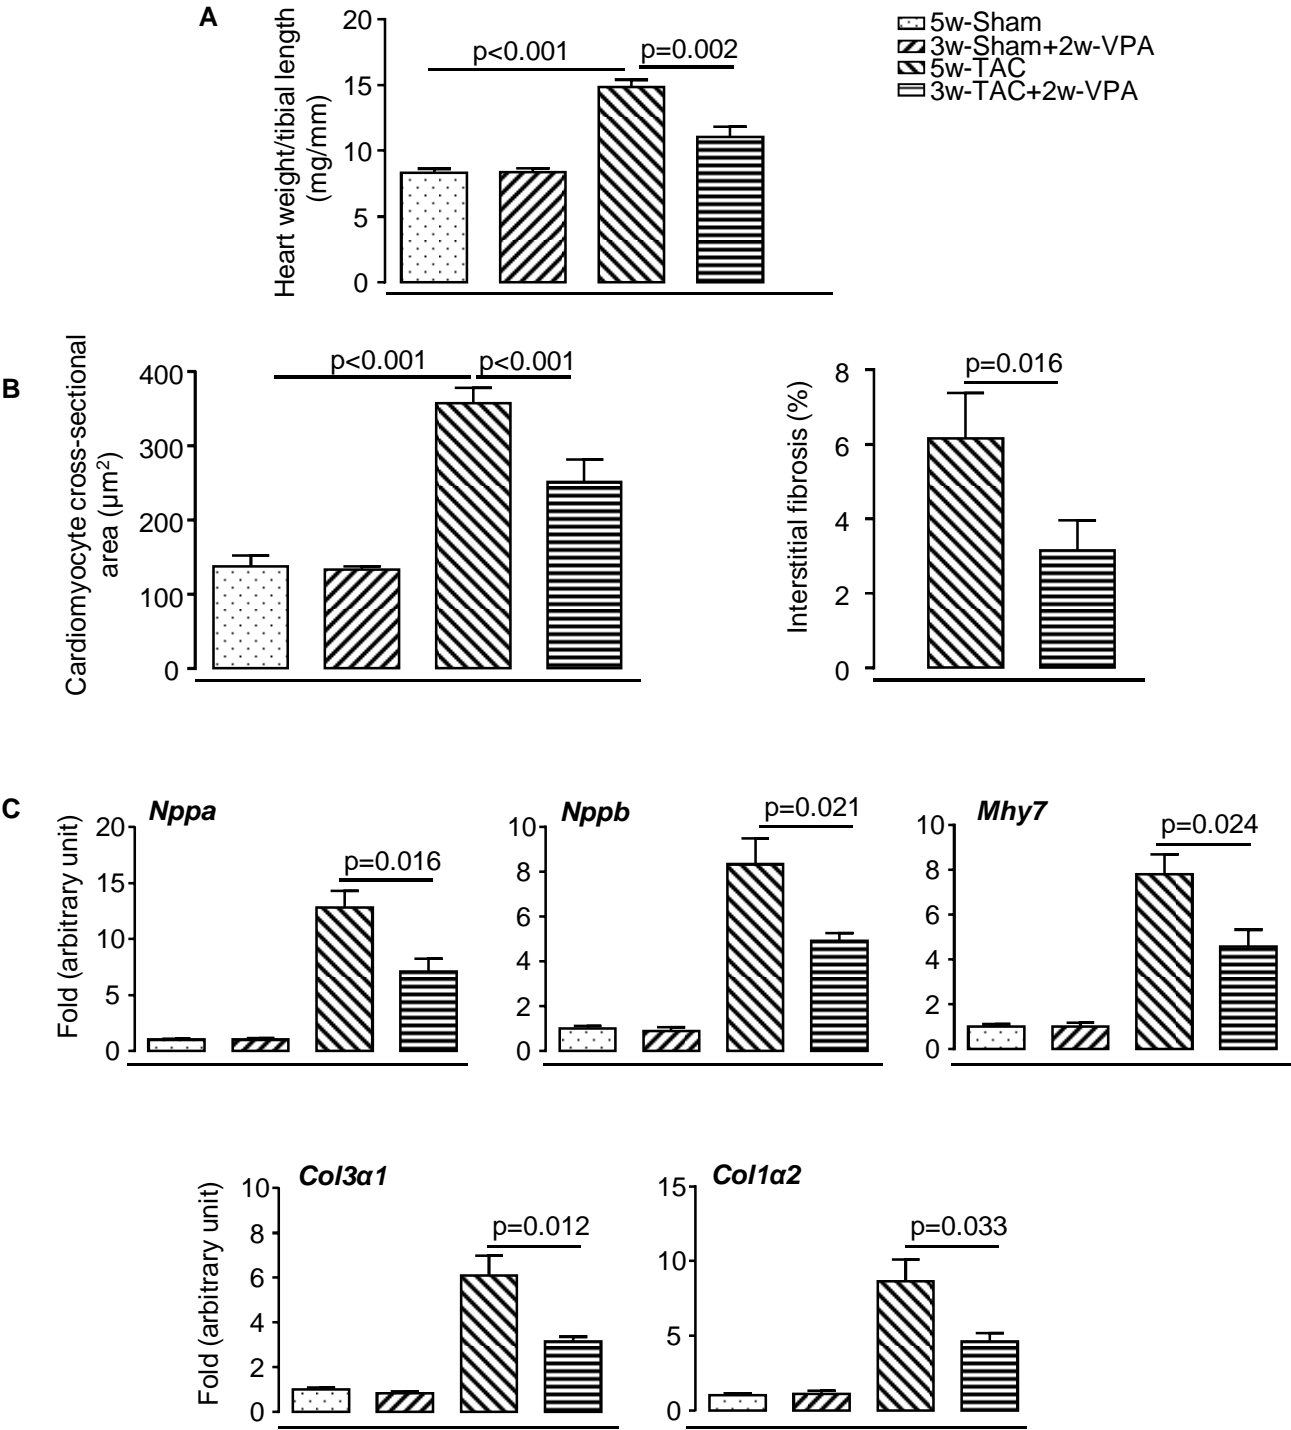 A
Heart weight/tibial length
(mg/mm)
20
15
10
5
0
p<0.001
p=0.002
5w-Sham
3w-Sham+2w-VPA
5w-TAC
3w-TAC+2w-VPA
B
Cardiomyocyte cross-sectional
area (µm²)
400
300
200
100
0
p<0.001
p<0.001
Interstitial fibrosis (%)
8
6
4
2
0
p=0.016
C
Fold (arbitrary unit)
Nppa
20
15
10
5
0
p=0.016
Nppb
10
8
6
4
2
0
p=0.021
Mhy7
10
8
6
4
2
0
p=0.024
Fold (arbitrary unit)
Col3α1
10
8
6
4
2
0
p=0.012
Col1α2
15
10
5
0
p=0.033